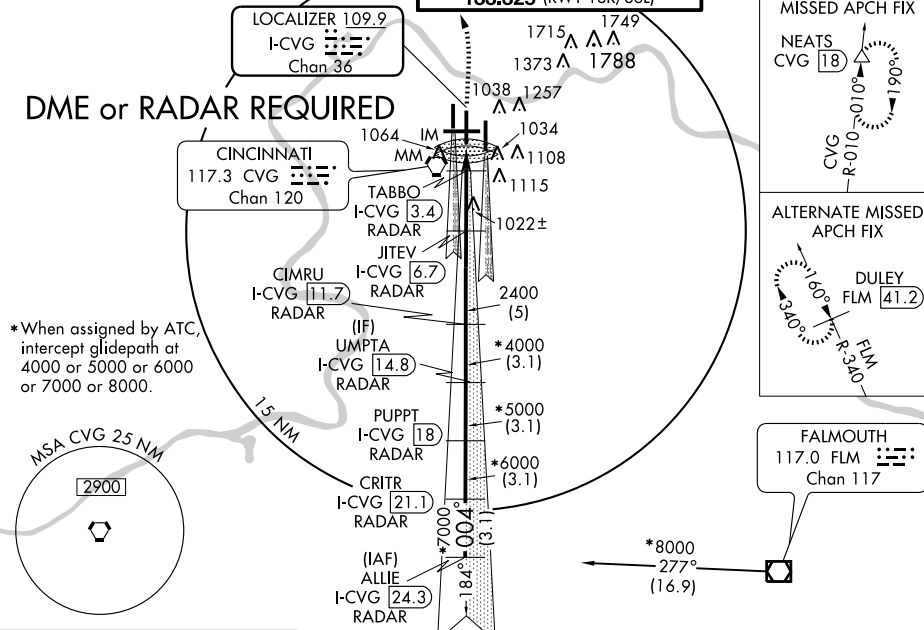 LOCALIZER 109.9
I-CVG
Chan 36
DME or RADAR REQUIRED
CINCINNATI
117.3 CVG
Chan 120
1715
1749
1373
1788
1038
1257
1064
IM
MM
1034
1108
1115
1022±
TABBO
I-CVG 3.4
RADAR
JITEV
I-CVG 6.7
RADAR
CIMRU
I-CVG 11.7
RADAR
2400
(5)
(IF)
UMPTA
I-CVG 14.8
RADAR
*4000
(3.1)
*When assigned by ATC,
intercept glidepath at
4000 or 5000 or 6000
or 7000 or 8000.
15 NM
PUPPT
I-CVG 18
RADAR
*5000
(3.1)
CRITR
I-CVG 21.1
RADAR
*6000
(3.1)
*7000
004°
(3.1)
(IAF)
ALLIE
I-CVG 24.3
RADAR
184°
MSA CVG 25 NM
2900
MISSED APCH FIX
NEATS
CVG 18
010°
190°
CVG
R-010
ALTERNATE MISSED
APCH FIX
DULEY
FLM 41.2
160°
340°
FLM
R-340
FALMOUTH
117.0 FLM
Chan 117
*8000
277°
(16.9)